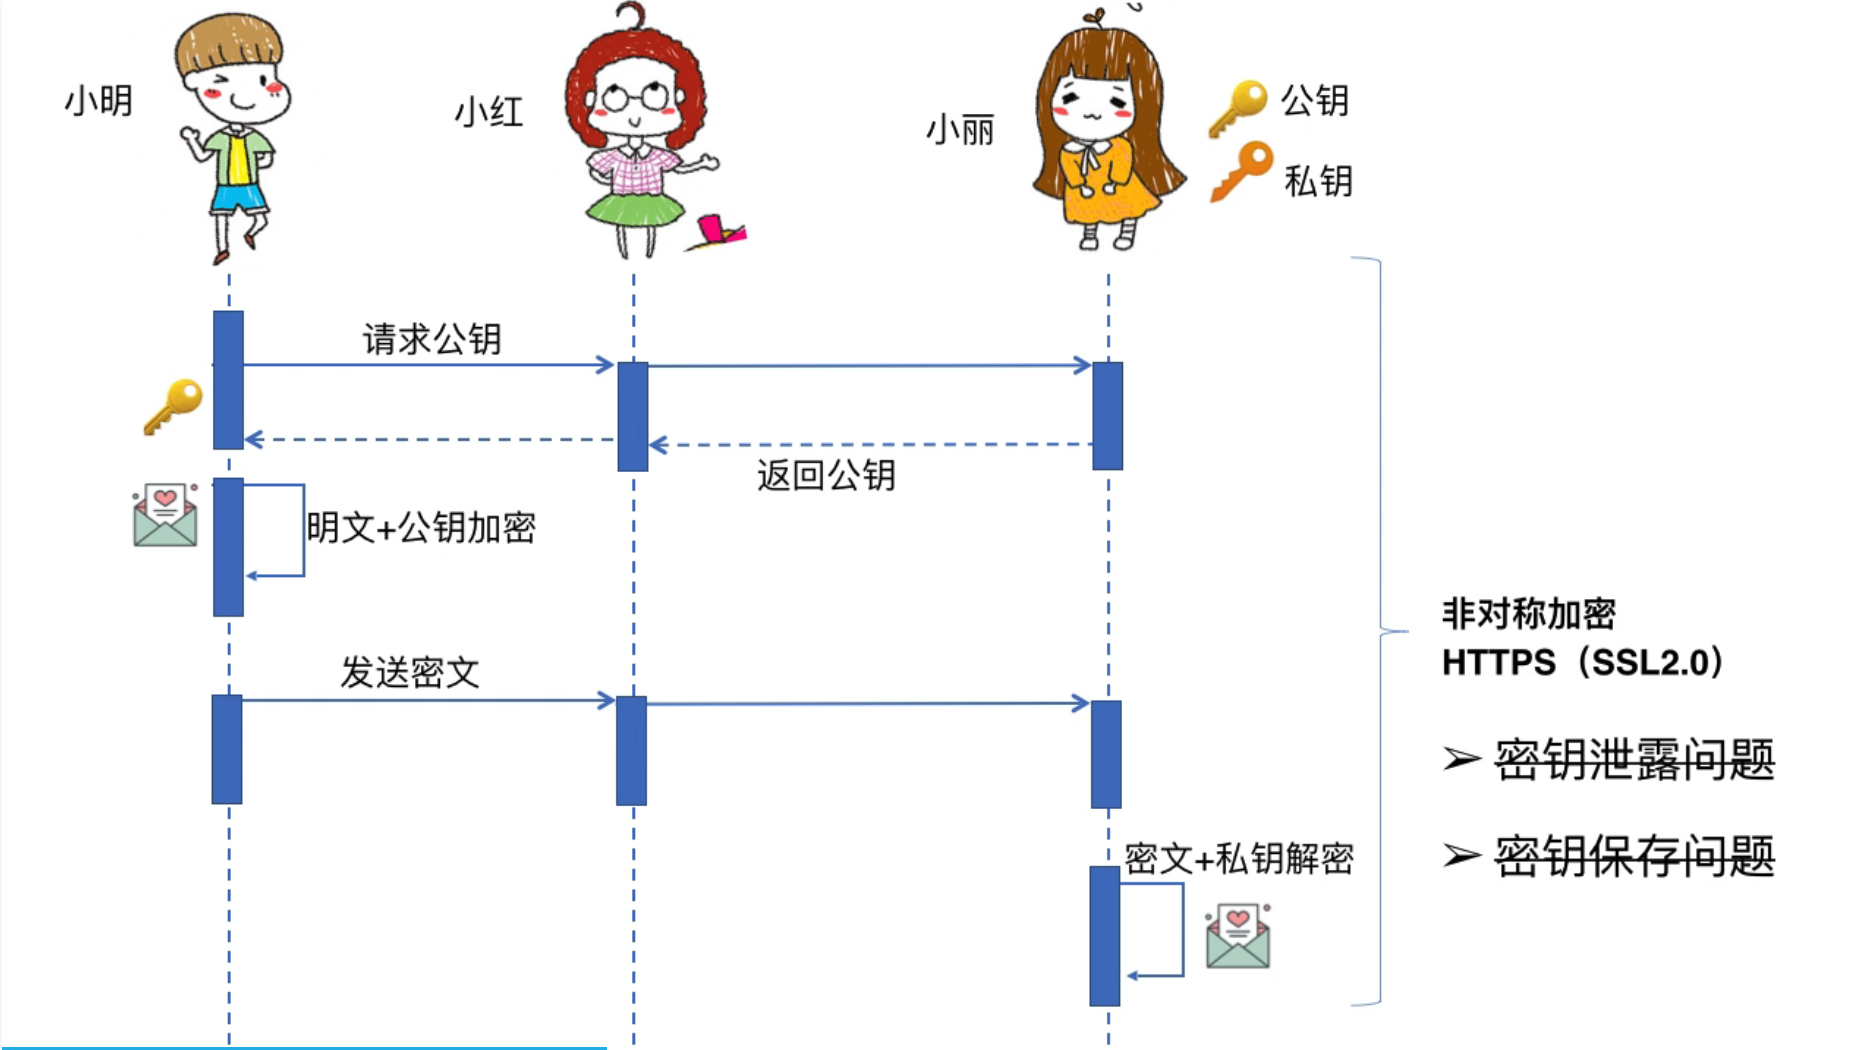 小明
小红
小丽
公钥
私钥
请求公钥
返回公钥
明文+公钥加密
发送密文
密文+私钥解密
非对称加密
HTTPS（SSL2.0）
➢ 密钥泄露问题
➢ 密钥保存问题